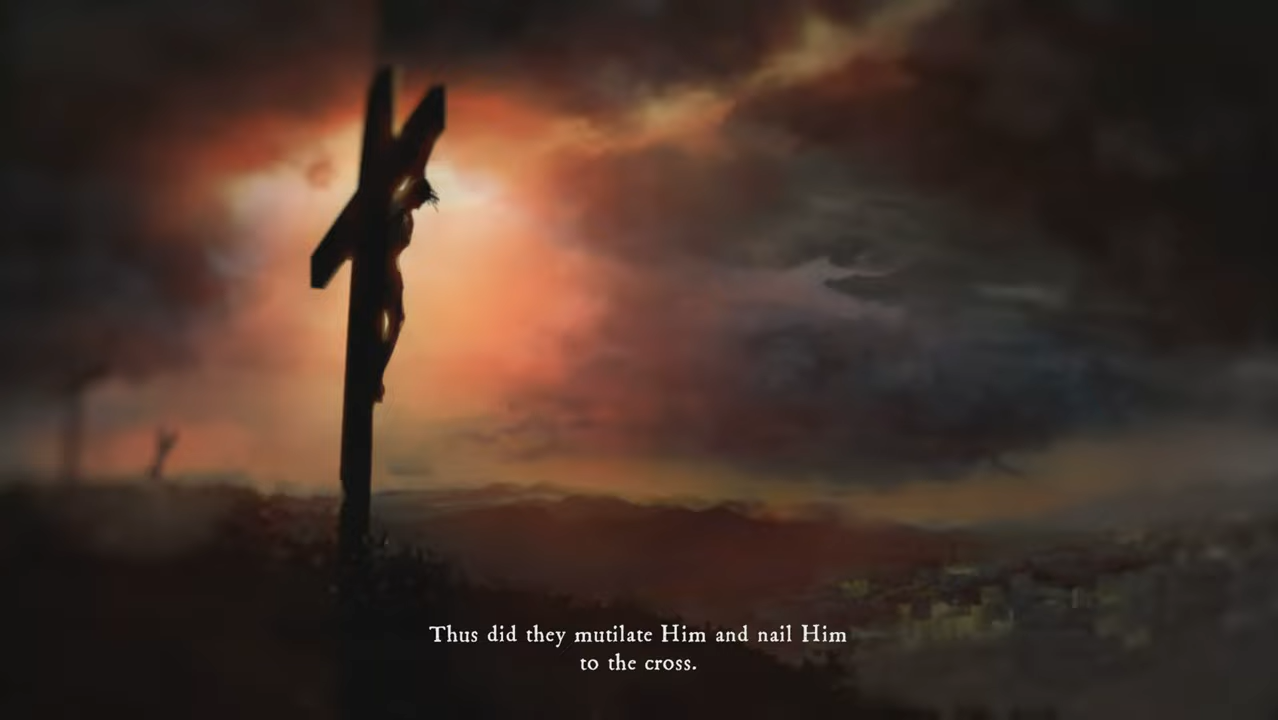 Thus did they mutilate Him and nail Him
to the cross.